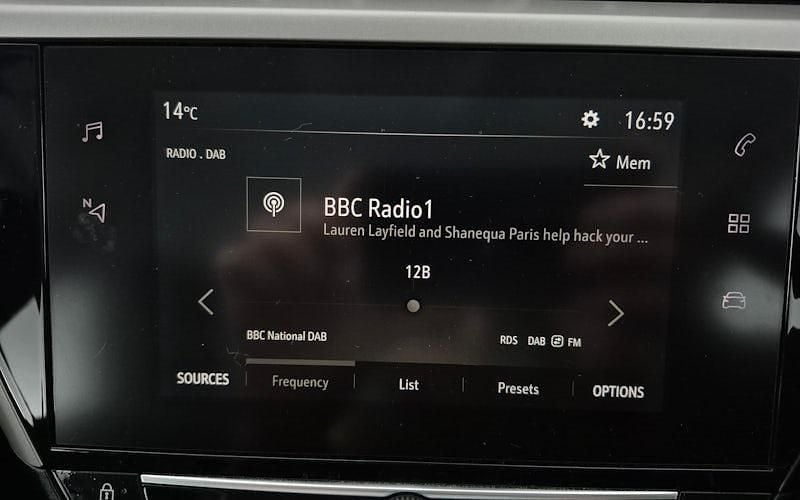 14°C
16:59
RADIO . DAB
Mem
BBC Radio1
Lauren Layfield and Shanequa Paris help hack your ...
12B
N
BBC National DAB
RDS DAB FM
SOURCES
Frequency
List
Presets
OPTIONS